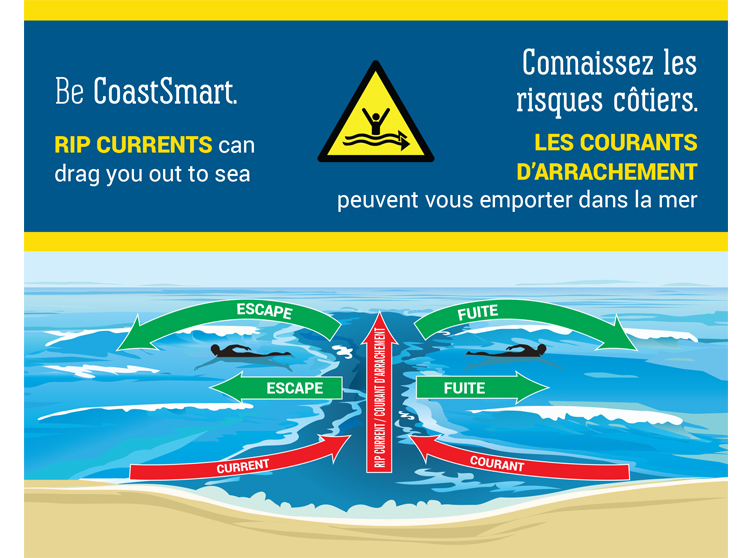 Be CoastSmart.
RIP CURRENTS can
drag you out to sea
Connaissez les
risques côtiers.
LES COURANTS
D'ARRACHEMENT
peuvent vous emporter dans la mer
ESCAPE
FUITE
ESCAPE
FUITE
RIP CURRENT / COURANT D'ARRACHEMENT
CURRENT
COURANT